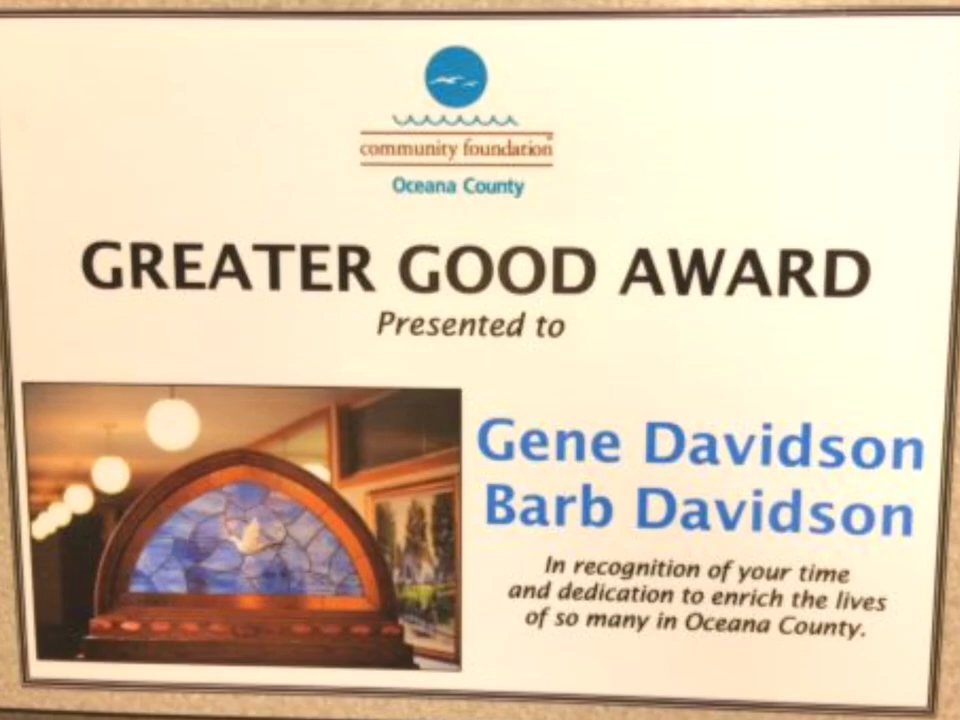 community foundation®
Oceana County
GREATER GOOD AWARD
Presented to
Gene Davidson
Barb Davidson
In recognition of your time
and dedication to enrich the lives
of so many in Oceana County.